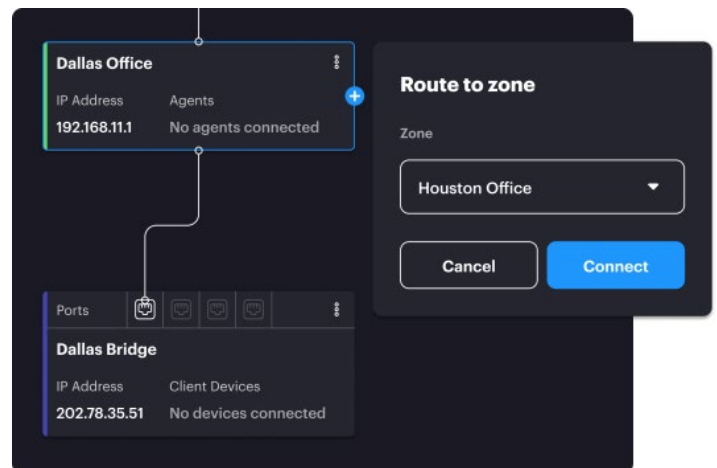 Dallas Office
IP Address Agents
192.168.11.1 No agents connected
Ports
Dallas Bridge
IP Address Client Devices
202.78.35.51 No devices connected
Route to zone
Zone
Houston Office
Cancel Connect